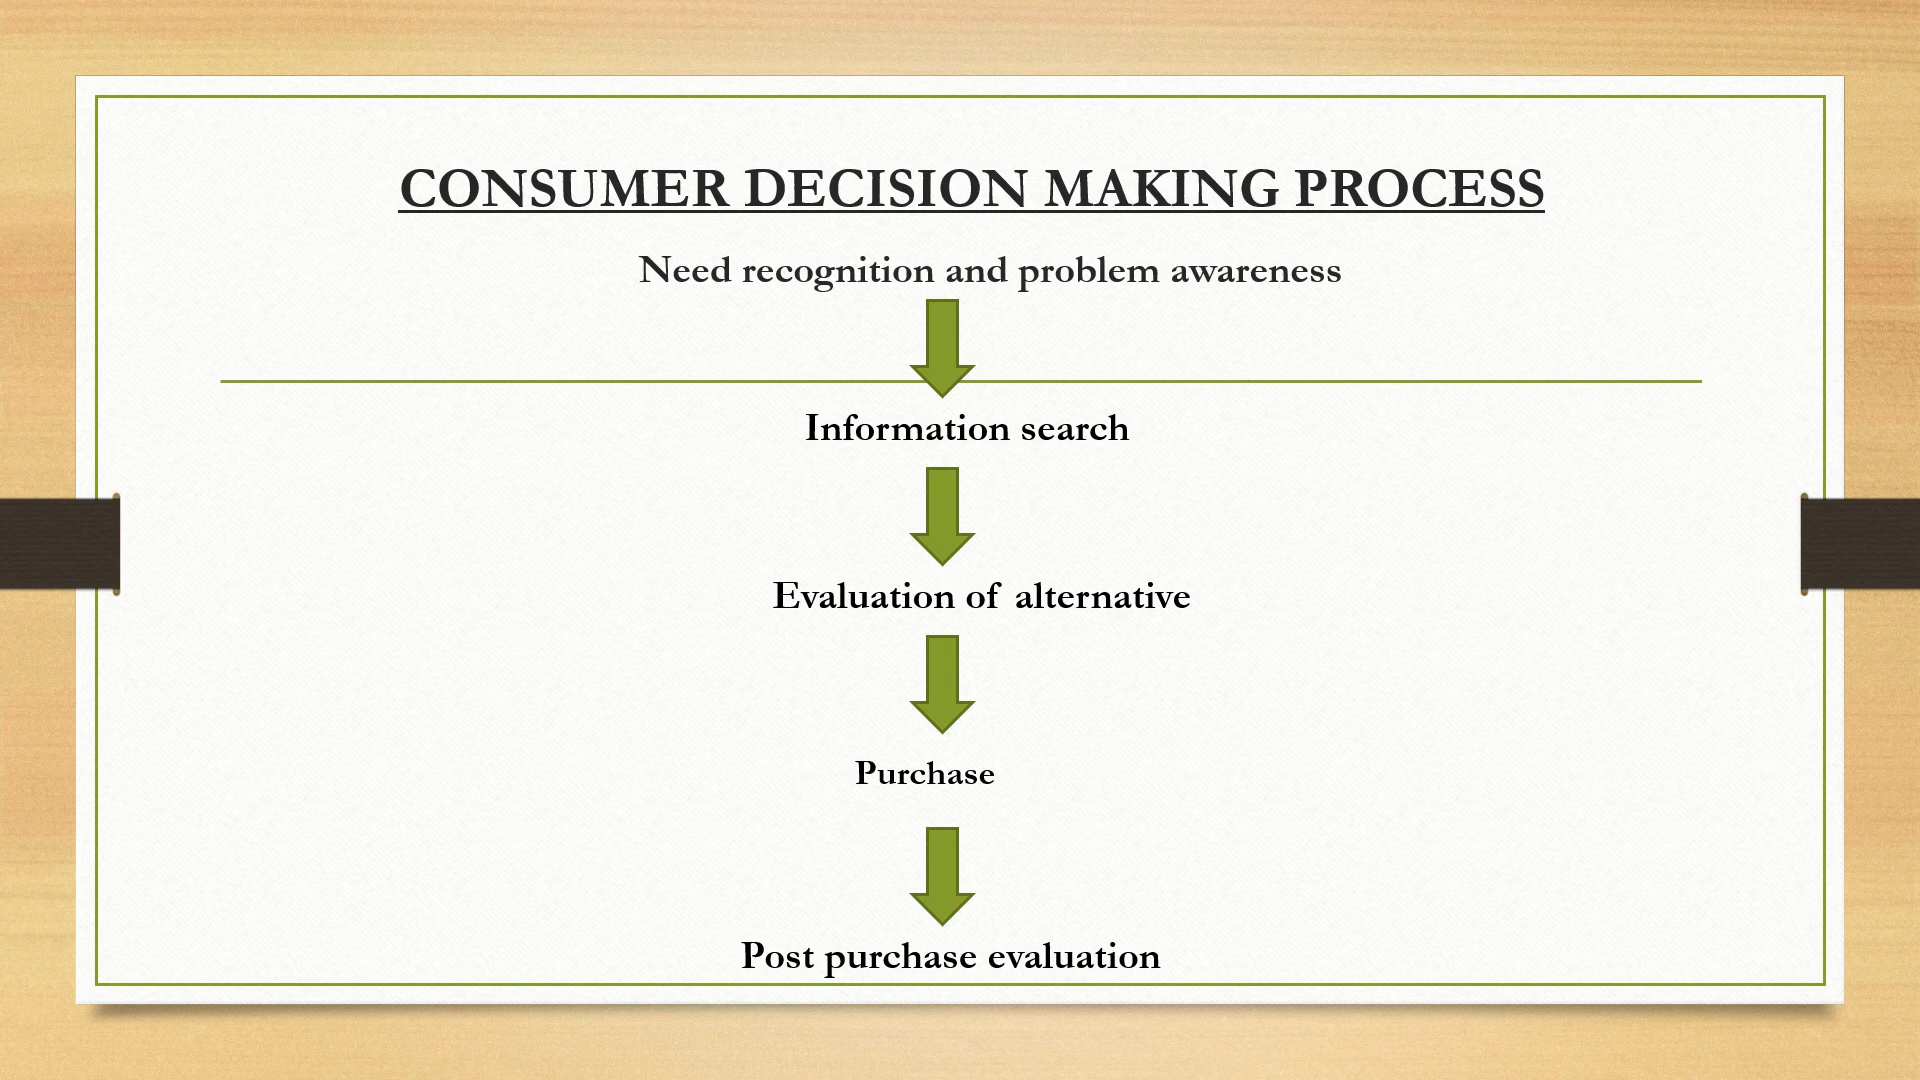 CONSUMER DECISION MAKING PROCESS
Need recognition and problem awareness
Information search
Evaluation of alternative
Purchase
Post purchase evaluation